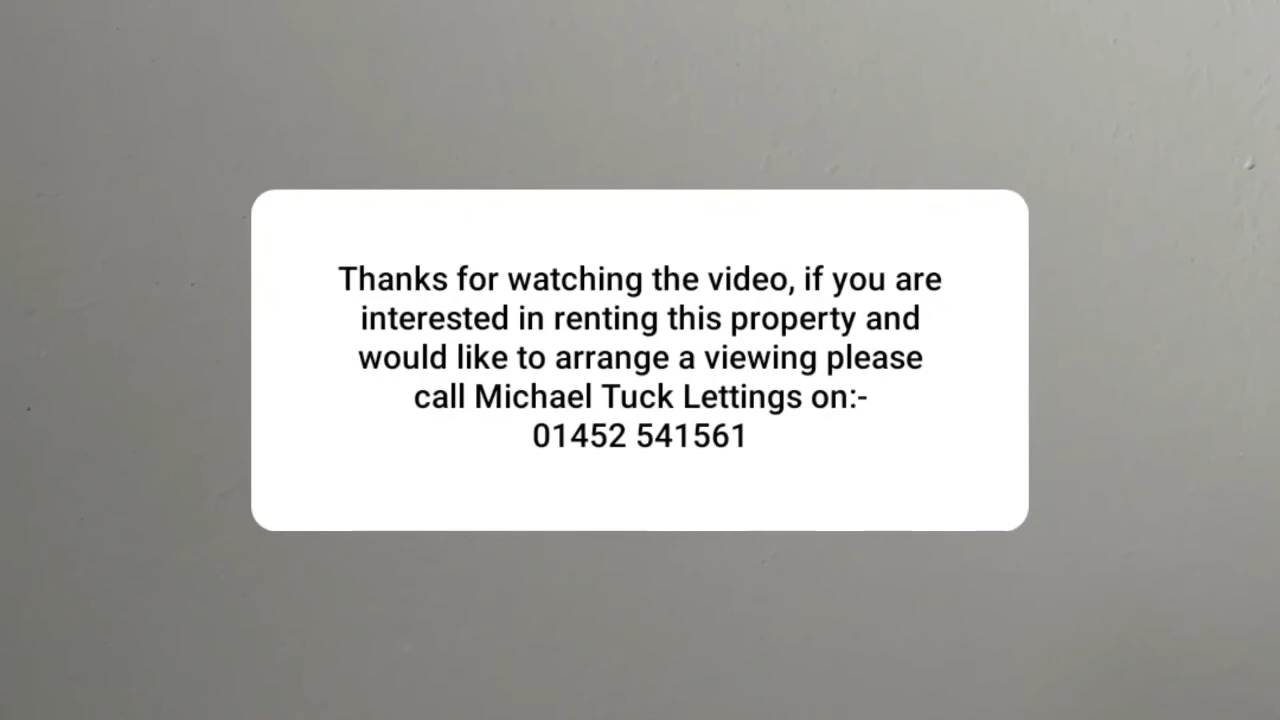 Thanks for watching the video, if you are
interested in renting this property and
would like to arrange a viewing please
call Michael Tuck Lettings on:-
01452 541561